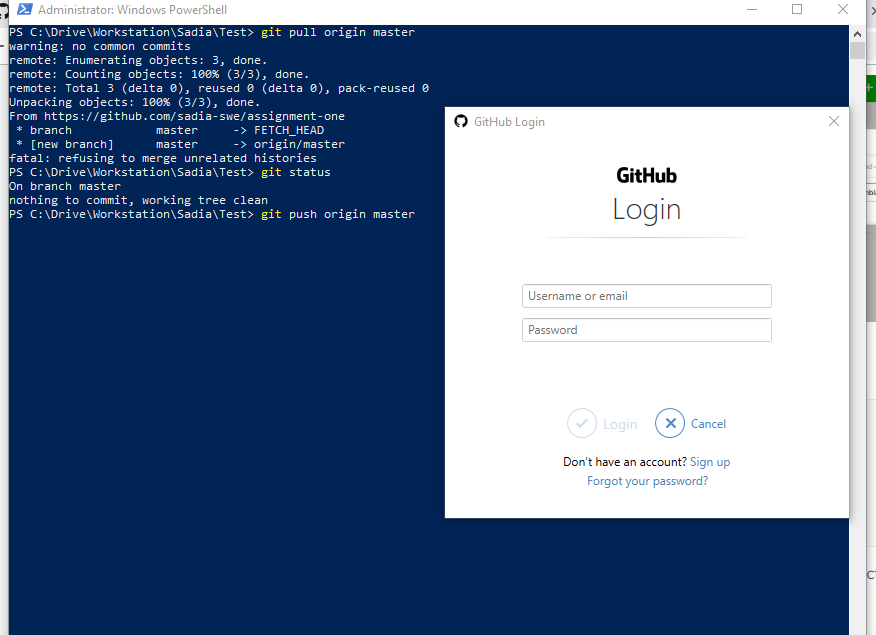 Administrator: Windows PowerShell
PS C:\Drive\Workstation\Sadia\Test> git pull origin master
warning: no common commits
remote: Enumerating objects: 3, done.
remote: Counting objects: 100% (3/3), done.
remote: Total 3 (delta 0), reused 0 (delta 0), pack-reused 0
Unpacking objects: 100% (3/3), done.
From https://github.com/sadia-swe/assignment-one
 * branch            master     -> FETCH_HEAD
 * [new branch]      master     -> origin/master
fatal: refusing to merge unrelated histories
PS C:\Drive\Workstation\Sadia\Test> git status
On branch master
nothing to commit, working tree clean
PS C:\Drive\Workstation\Sadia\Test> git push origin master
GitHub Login
GitHub
Login
Username or email
Password
Login
Cancel
Don't have an account? Sign up
Forgot your password?